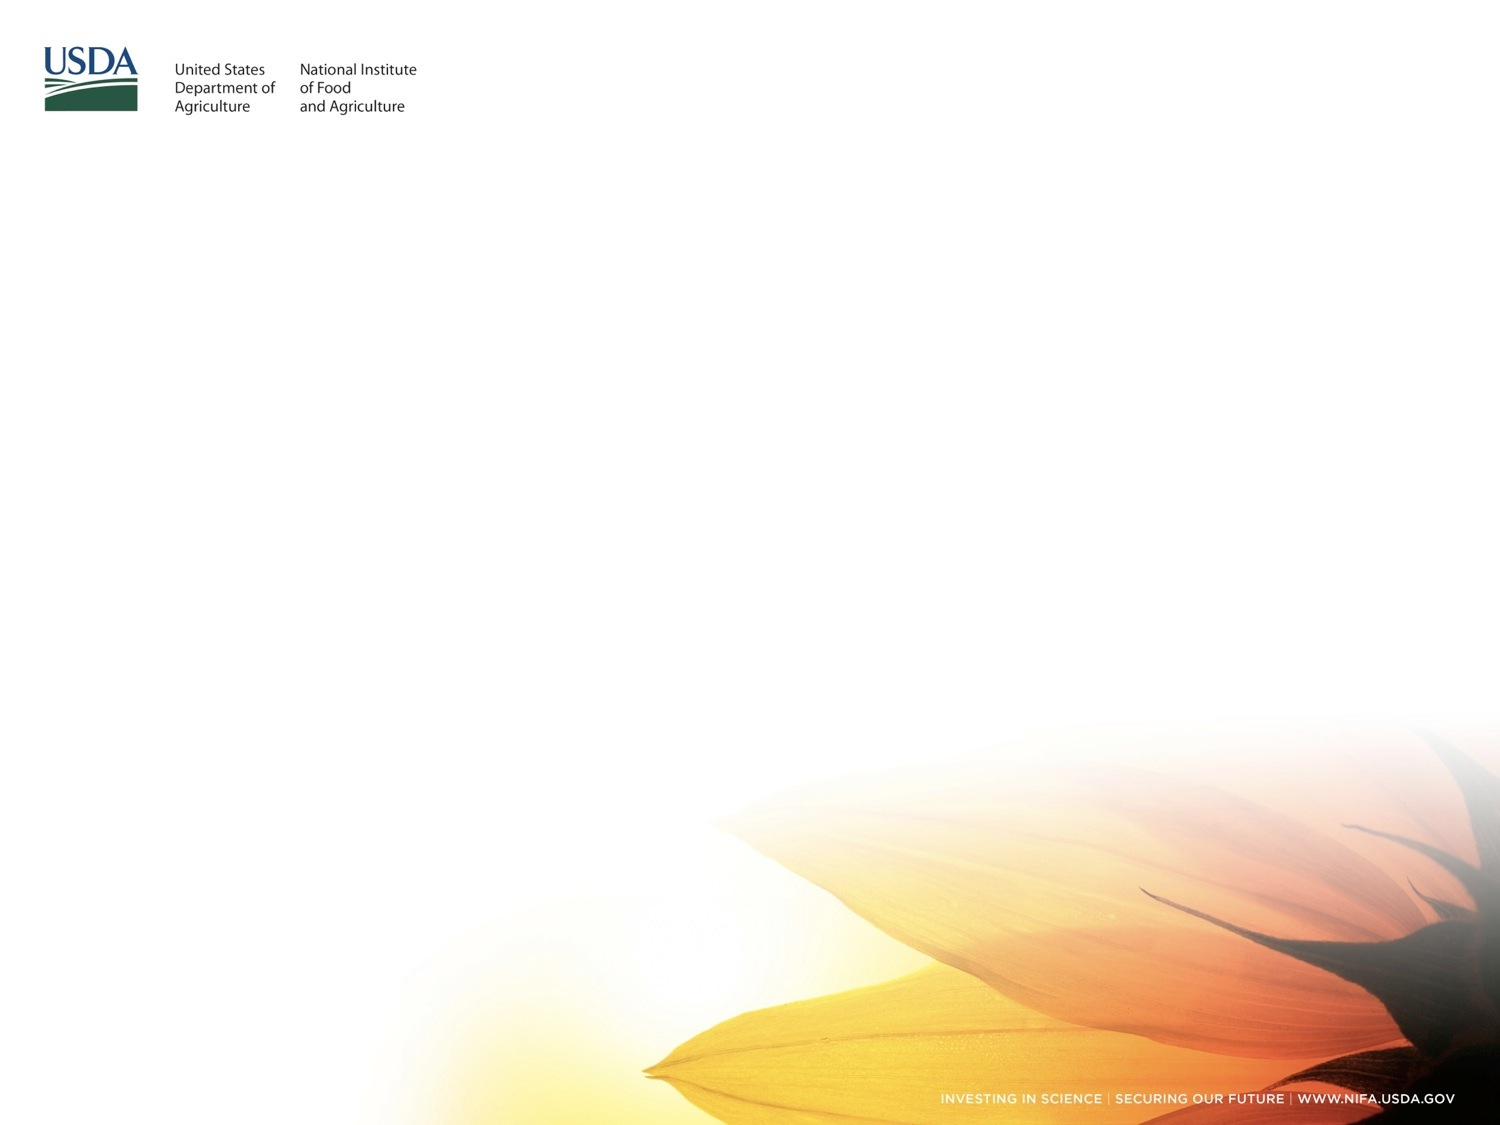 USDA
United States
Department of
Agriculture
National Institute
of Food
and Agriculture
INVESTING IN SCIENCE | SECURING OUR FUTURE | WWW.NIFA.USDA.GOV